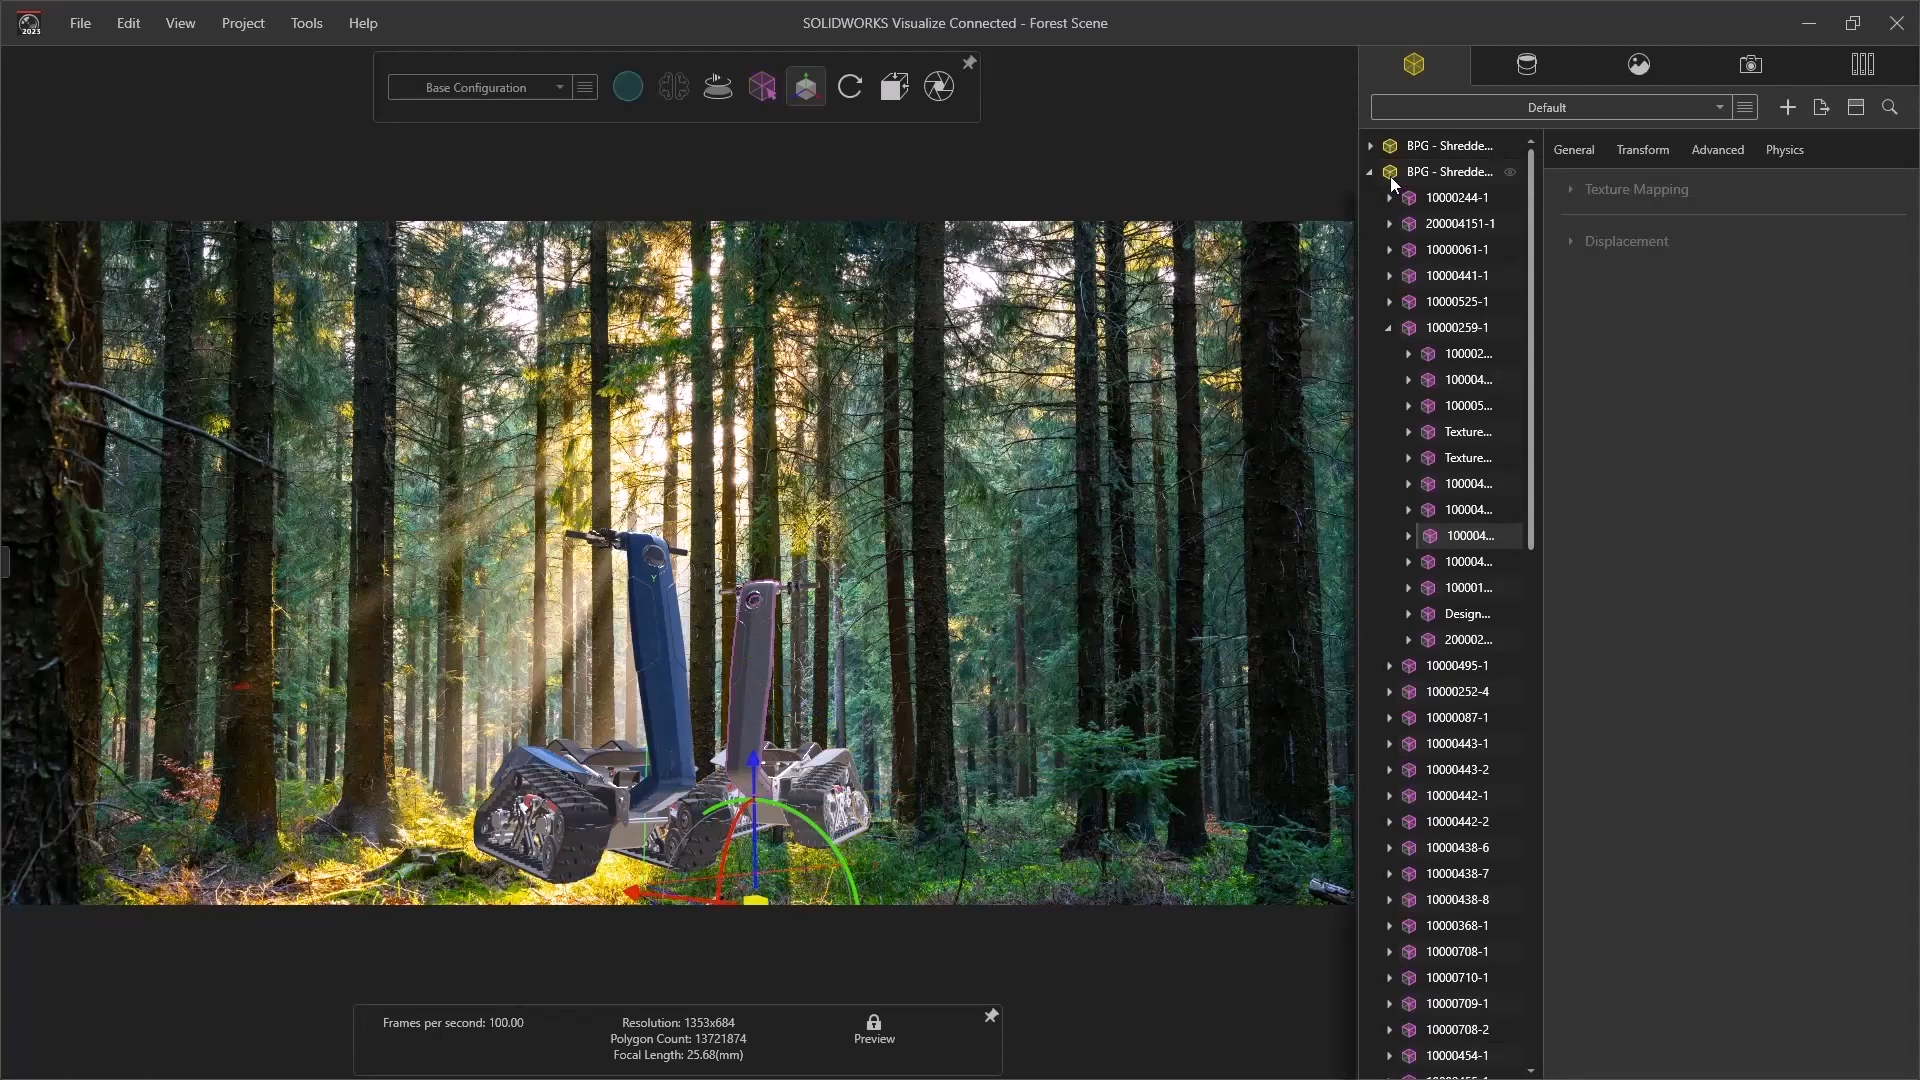 2023
File Edit View Project Tools Help
SOLIDWORKS Visualize Connected - Forest Scene
Base Configuration
Default
General Transform Advanced Physics
Texture Mapping
Displacement
BPG - Shredde...
BPG - Shredde...
10000244-1
200004151-1
10000061-1
10000441-1
10000525-1
10000259-1
100002...
100004...
100005...
Texture...
Texture...
100004...
100004...
100004...
100004...
100001...
Design...
200002...
10000495-1
10000252-4
10000087-1
10000443-1
10000443-2
10000442-1
10000442-2
10000438-6
10000438-7
10000438-8
10000368-1
10000708-1
10000710-1
10000709-1
10000708-2
10000454-1
Y
Frames per second: 100.00
Resolution: 1353x684
Polygon Count: 13721874
Focal Length: 25.68(mm)
Preview